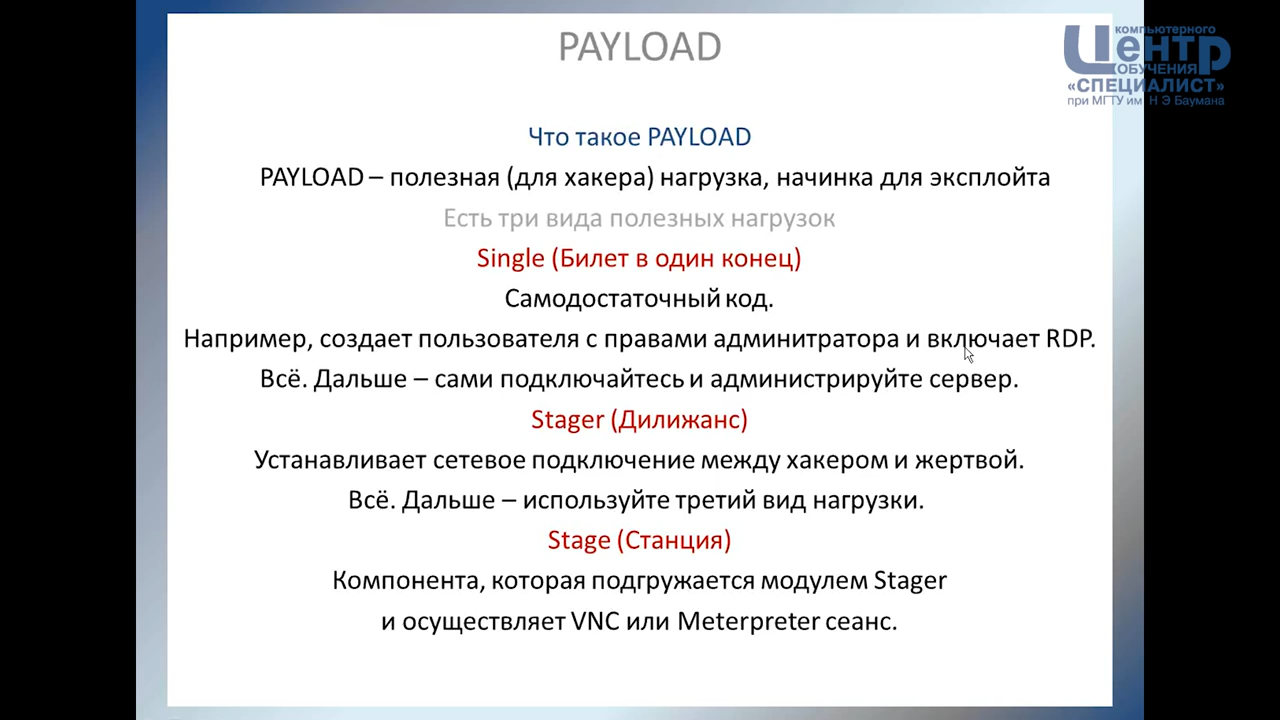 PAYLOAD
компьютерного
Центр
ОБУЧЕНИЯ
«СПЕЦИАЛИСТ»
при МГТУ им Н Э Баумана
Что такое PAYLOAD
PAYLOAD – полезная (для хакера) нагрузка, начинка для эксплойта
Есть три вида полезных нагрузок
Single (Билет в один конец)
Самодостаточный код.
Например, создает пользователя с правами админитратора и включает RDP.
Всё. Дальше – сами подключайтесь и администрируйте сервер.
Stager (Дилижанс)
Устанавливает сетевое подключение между хакером и жертвой.
Всё. Дальше – используйте третий вид нагрузки.
Stage (Станция)
Компонента, которая подгружается модулем Stager
и осуществляет VNC или Meterpreter сеанс.